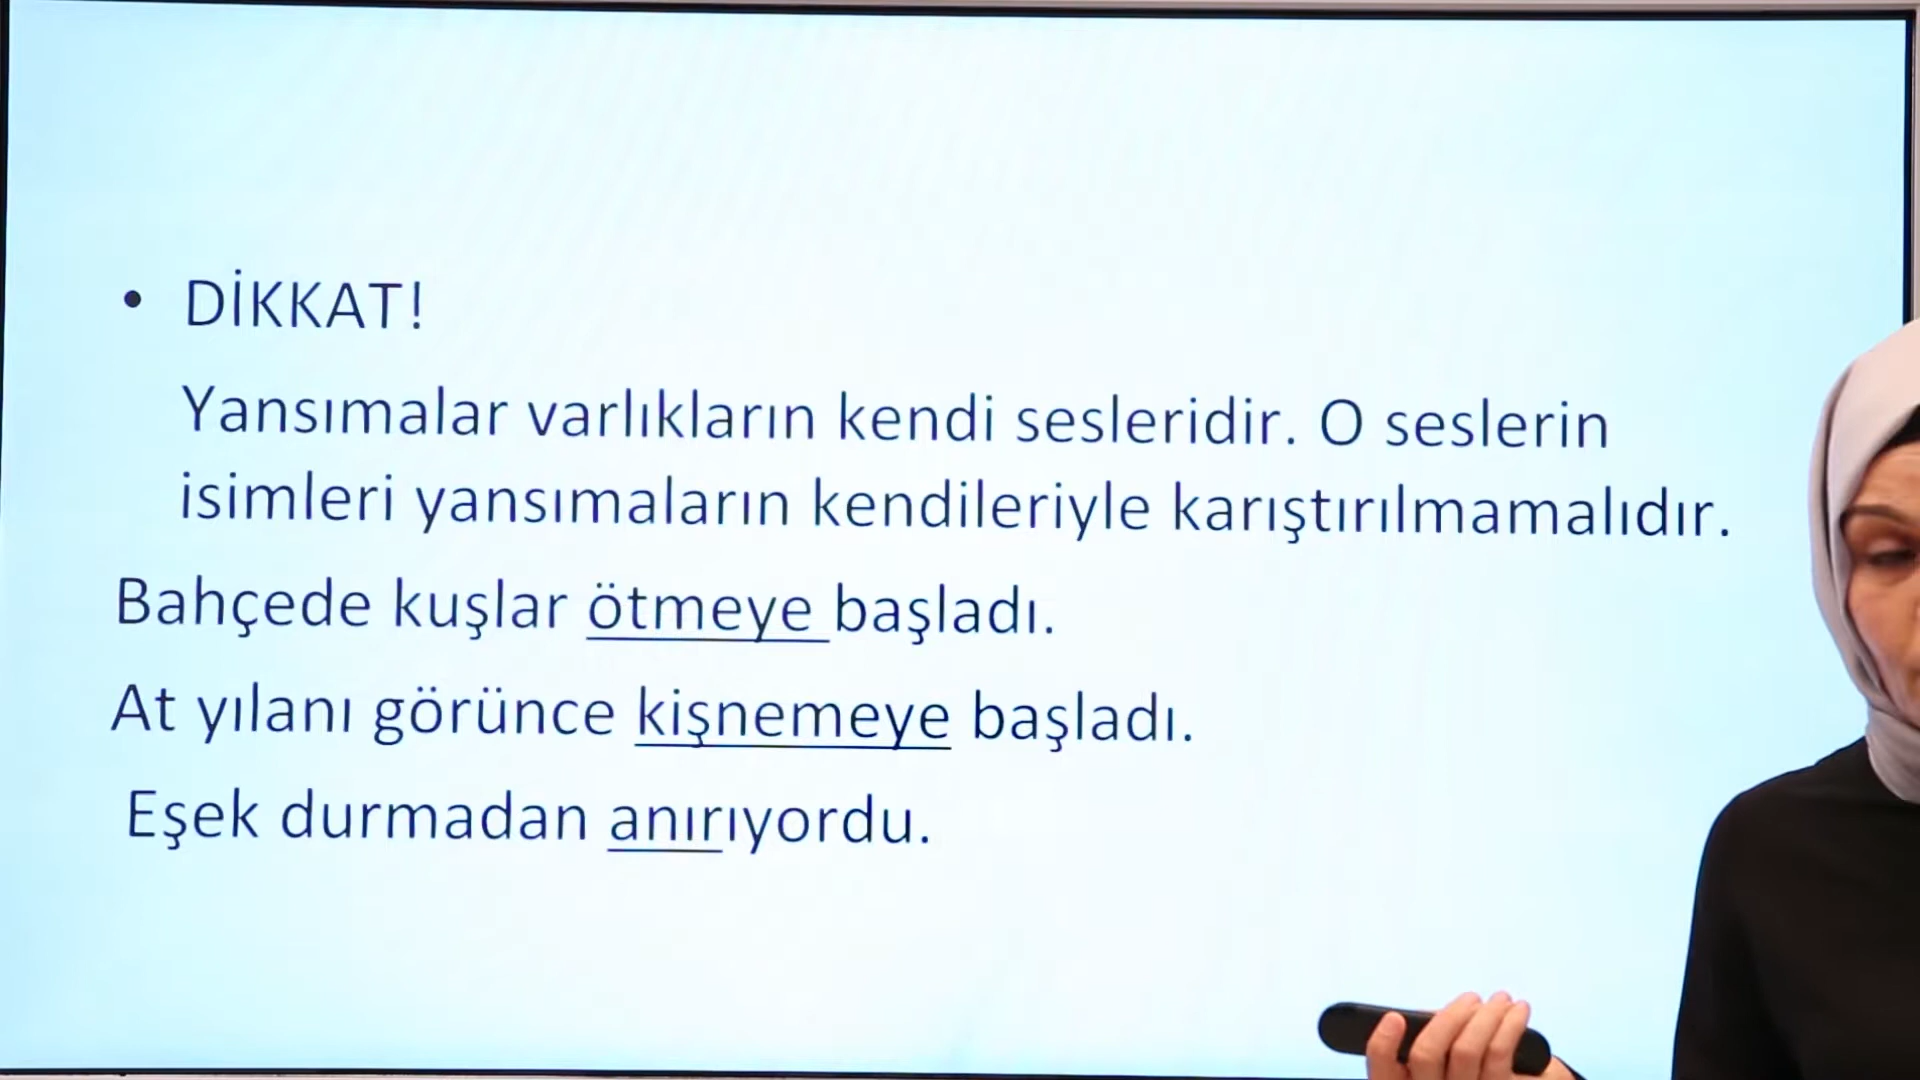 • DİKKAT!
Yansımalar varlıkların kendi sesleridir. O seslerin
isimleri yansımaların kendileriyle karıştırılmamalıdır.
Bahçede kuşlar ötmeye başladı.
At yılanı görünce kişnemeye başladı.
Eşek durmadan anırıyordu.